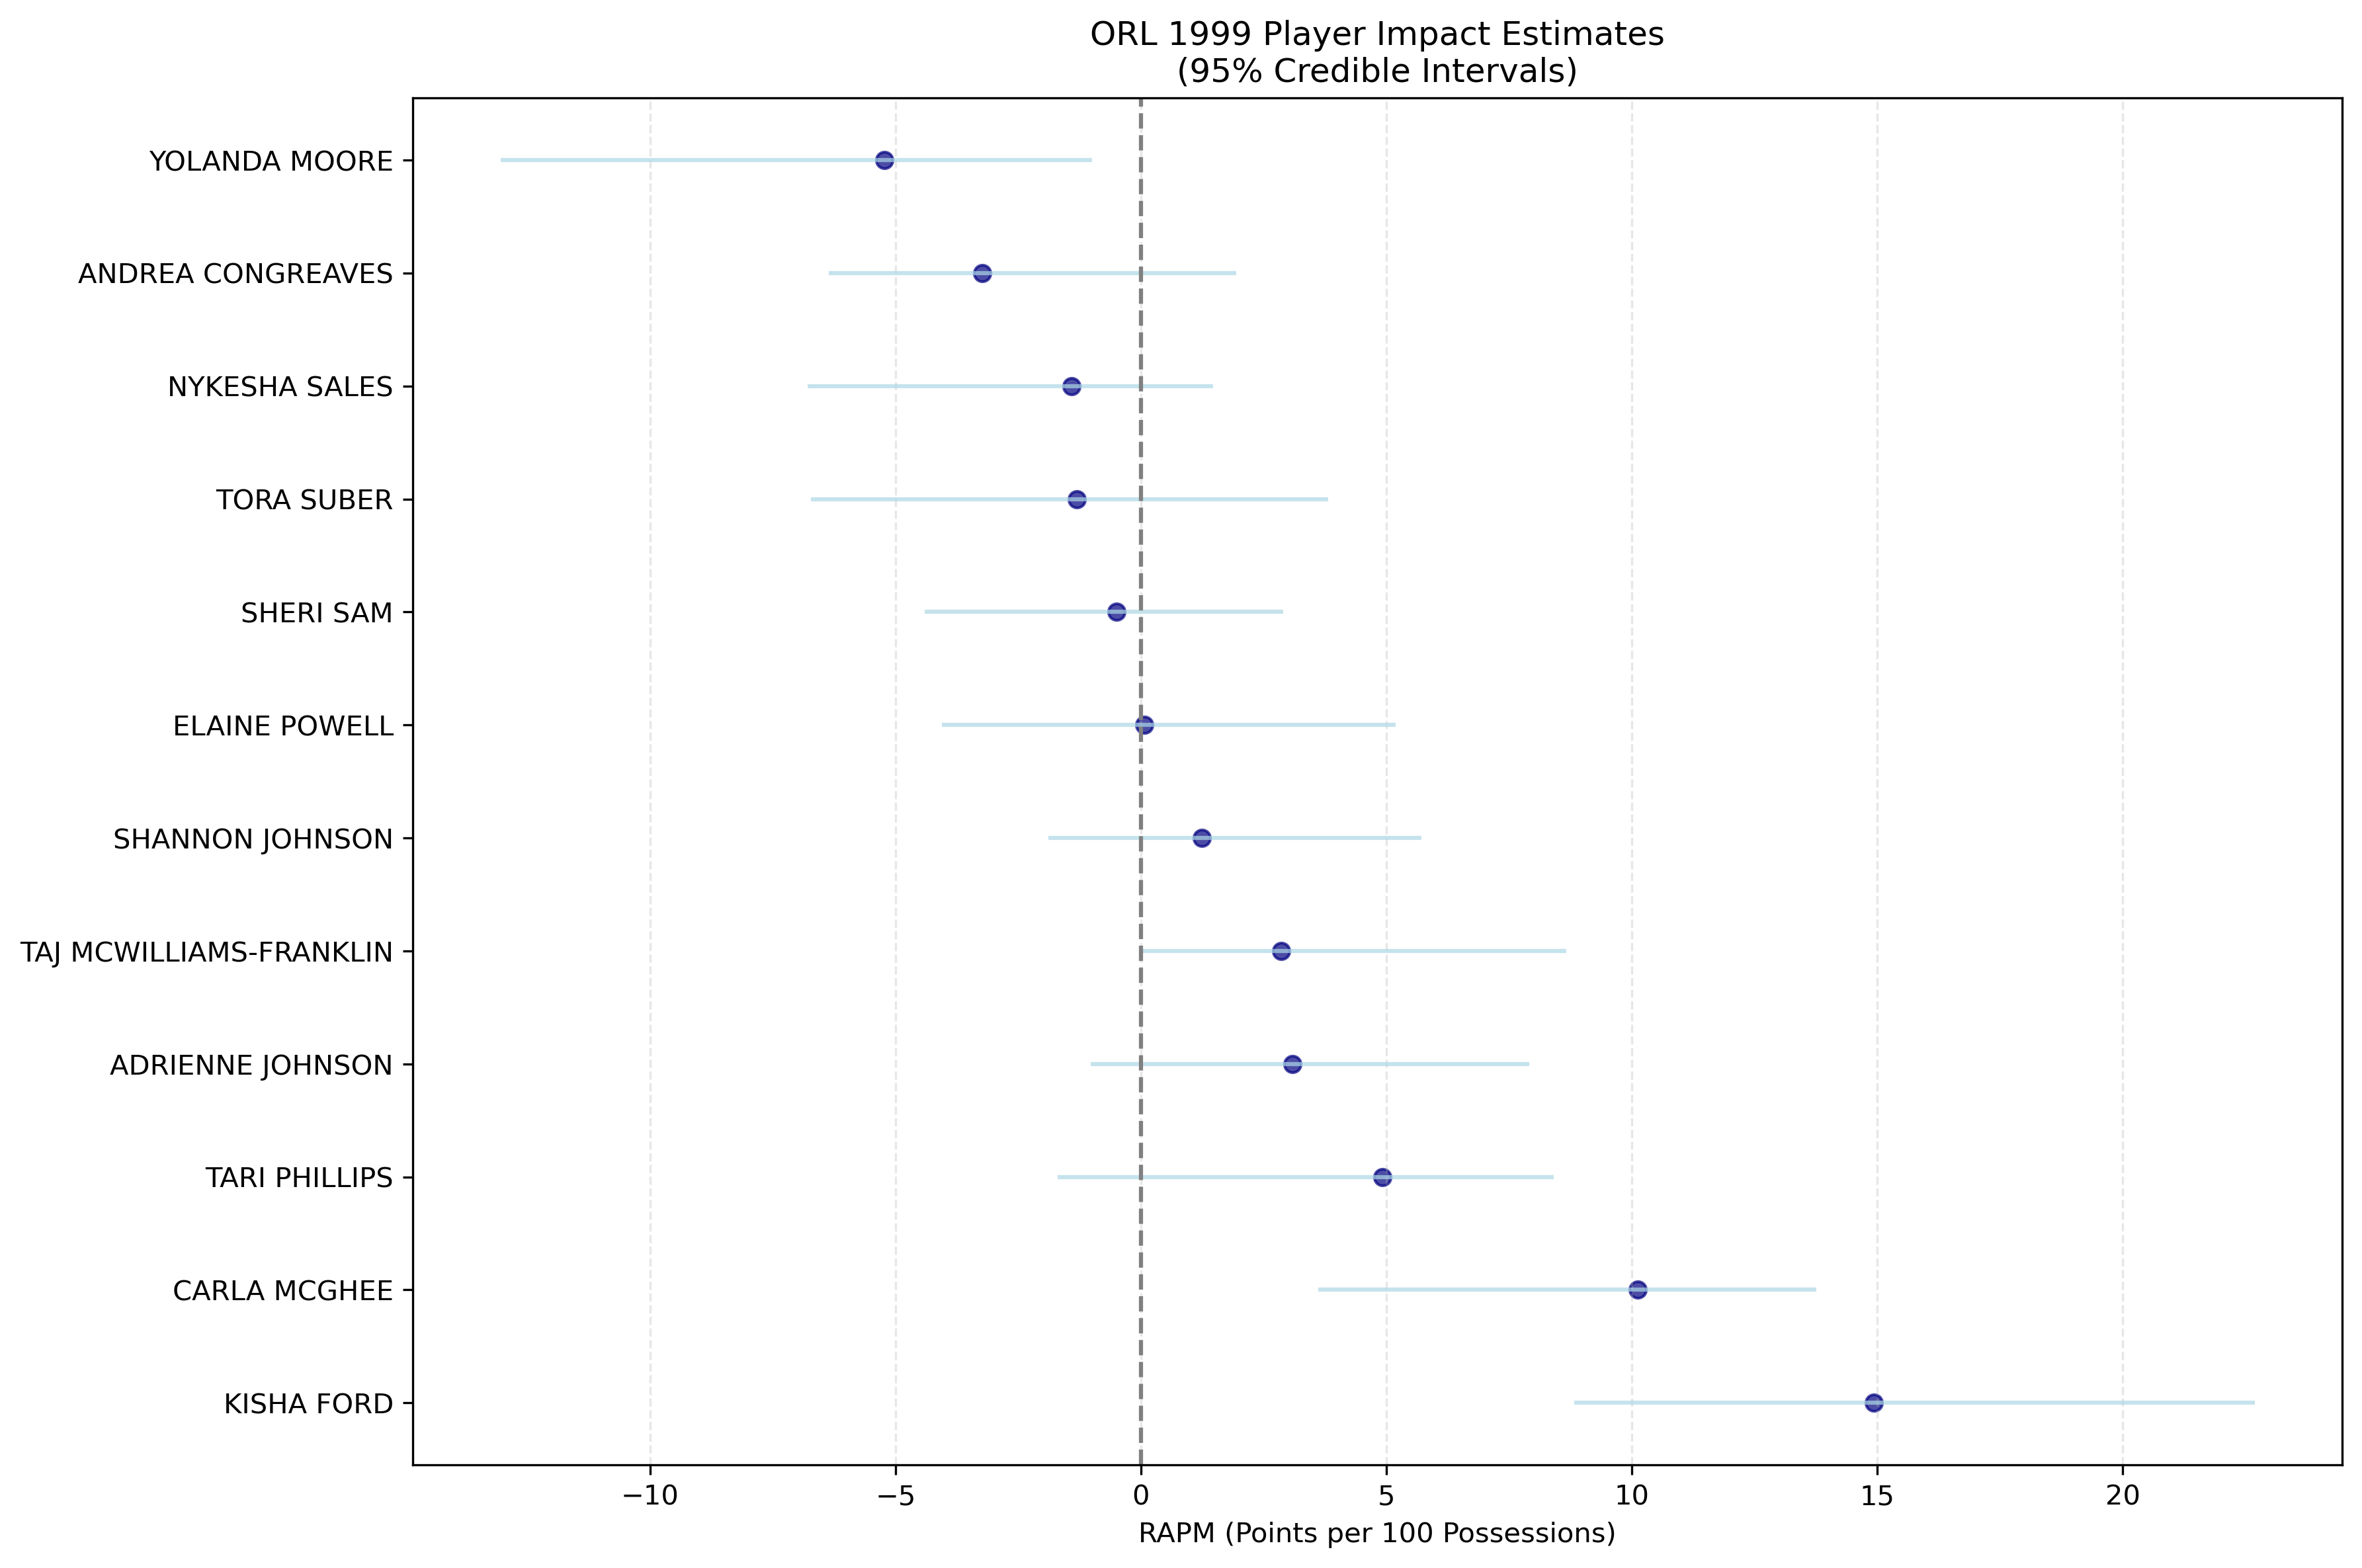 ORL 1999 Player Impact Estimates
(95% Credible Intervals)
YOLANDA MOORE
ANDREA CONGREAVES
NYKESHA SALES
TORA SUBER
SHERI SAM
ELAINE POWELL
SHANNON JOHNSON
TAJ MCWILLIAMS-FRANKLIN
ADRIENNE JOHNSON
TARI PHILLIPS
CARLA MCGHEE
KISHA FORD
−10 −5 0 5 10 15 20
RAPM (Points per 100 Possessions)